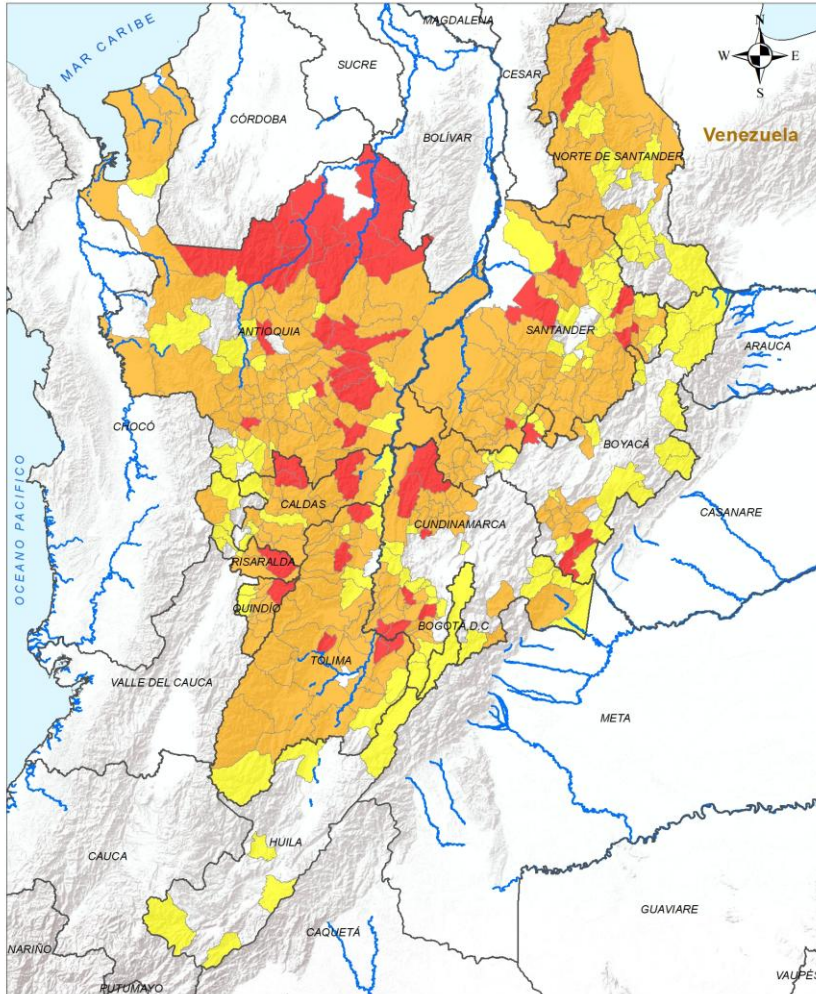 MAR CARIBE
MAGDALENA
N
W
E
S
SUCRE
CESAR
CÓRDOBA
BOLÍVAR
Venezuela
NORTE DE SANTANDER
ANTIOQUIA
SANTANDER
ARAUCA
CHOCÓ
BOYACÁ
OCEANO PACIFICO
CALDAS
CUNDINAMARCA
CASANARE
RISARALDA
QUINDÍO
BOGOTÁ, D.C
TOLIMA
VALLE DEL CAUCA
META
HUILA
CAUCA
GUAVIARE
CAQUETÁ
NARIÑO
PUTUMAYO
VAUPÉS